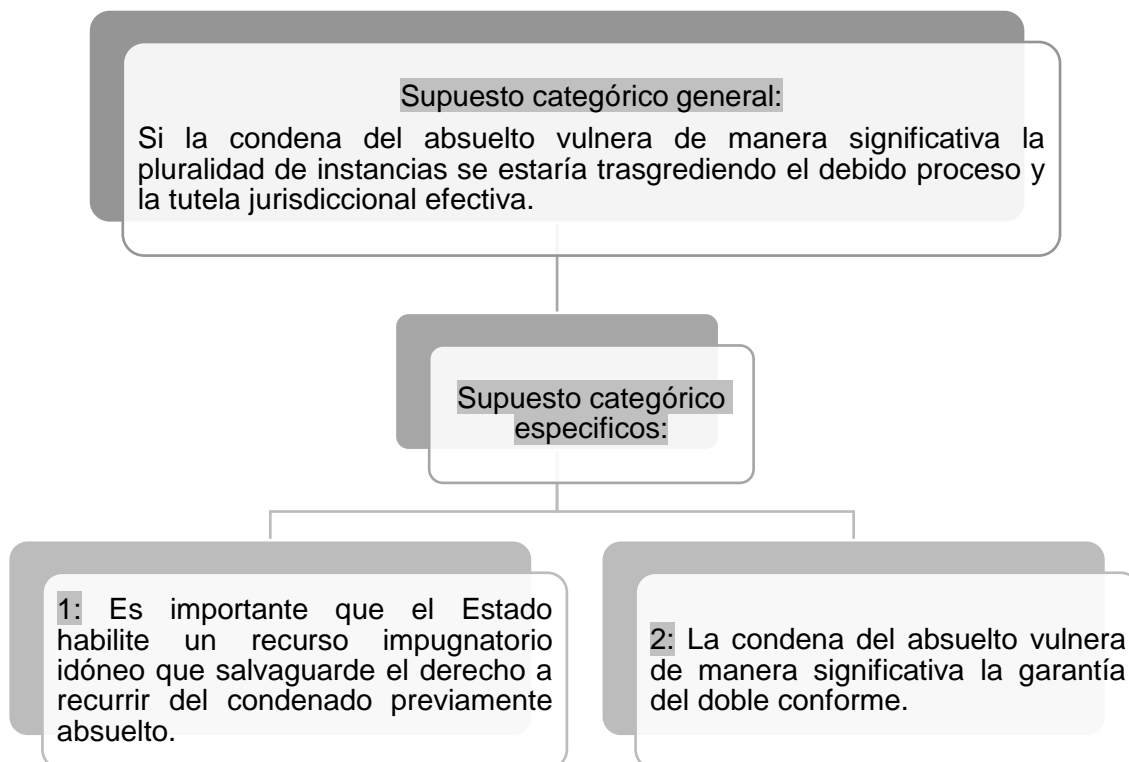 Supuesto categórico general:
Si la condena del absuelto vulnera de manera significativa la
pluralidad de instancias se estaría trasgrediendo el debido proceso y
la tutela jurisdiccional efectiva.
Supuesto categórico
especificos:
1: Es importante que el Estado
habilite un recurso impugnatorio
idóneo que salvaguarde el derecho a
recurrir del condenado previamente
absuelto.
2: La condena del absuelto vulnera
de manera significativa la garantía
del doble conforme.